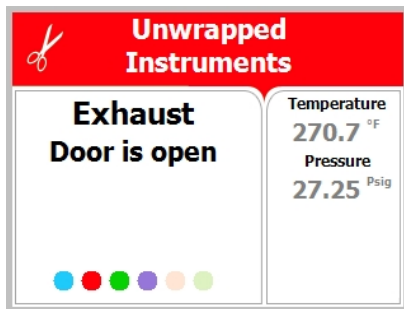 Unwrapped
Instruments
Exhaust
Door is open
Temperature
270.7 °F
Pressure
27.25 Psig